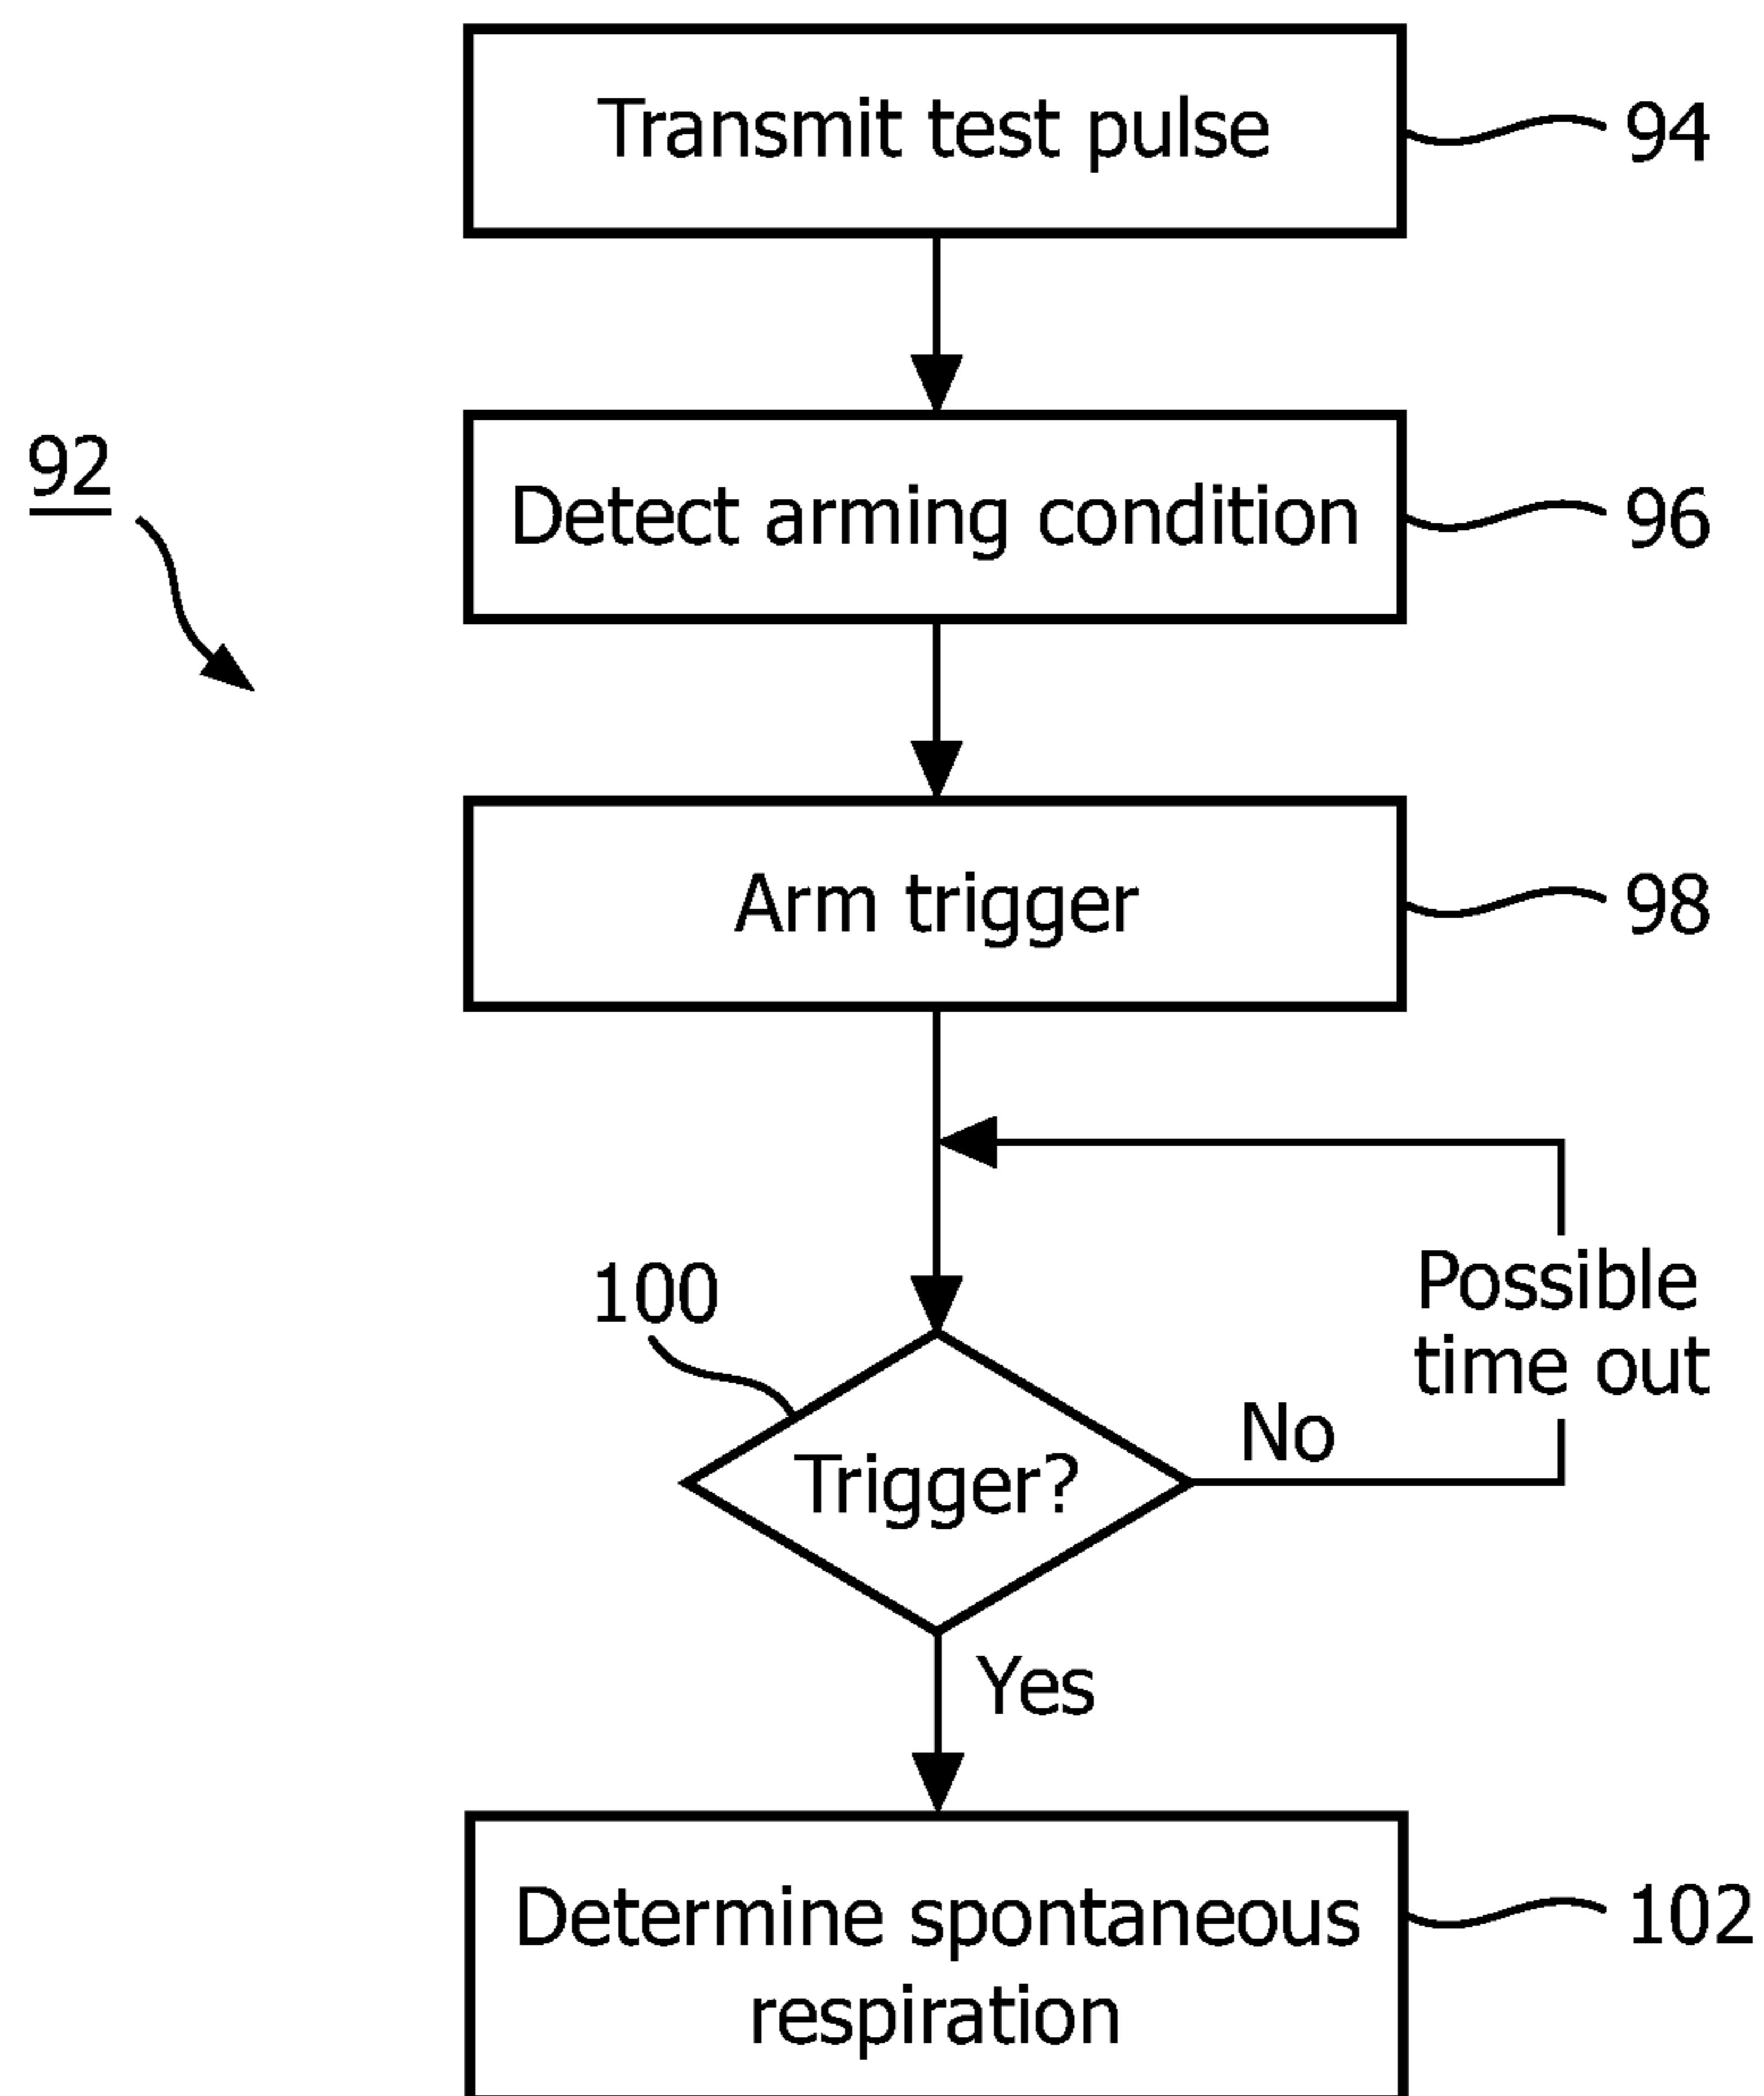 Transmit test pulse
94
92
Detect arming condition
96
Arm trigger
98
100
Possible
time out
Trigger?
No
Yes
Determine spontaneous
respiration
102